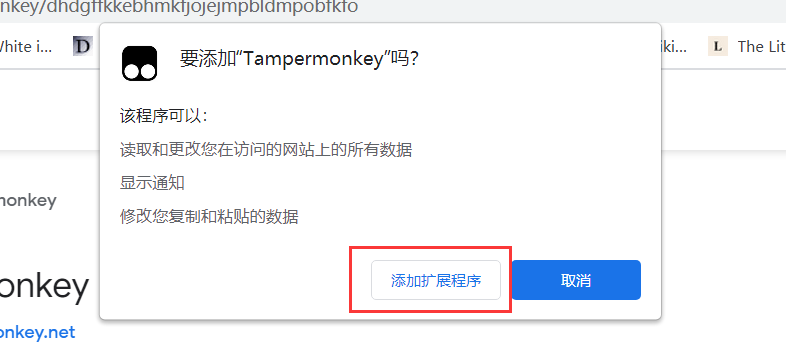 nkey/dhdgffkkebhmkfjojejmpbldmpobfkfo
White i...
D
iki...
L
The Lit
要添加“Tampermonkey”吗?
该程序可以:
读取和更改您在访问的网站上的所有数据
显示通知
修改您复制和粘贴的数据
monkey
添加扩展程序
取消
onkey
onkey.net